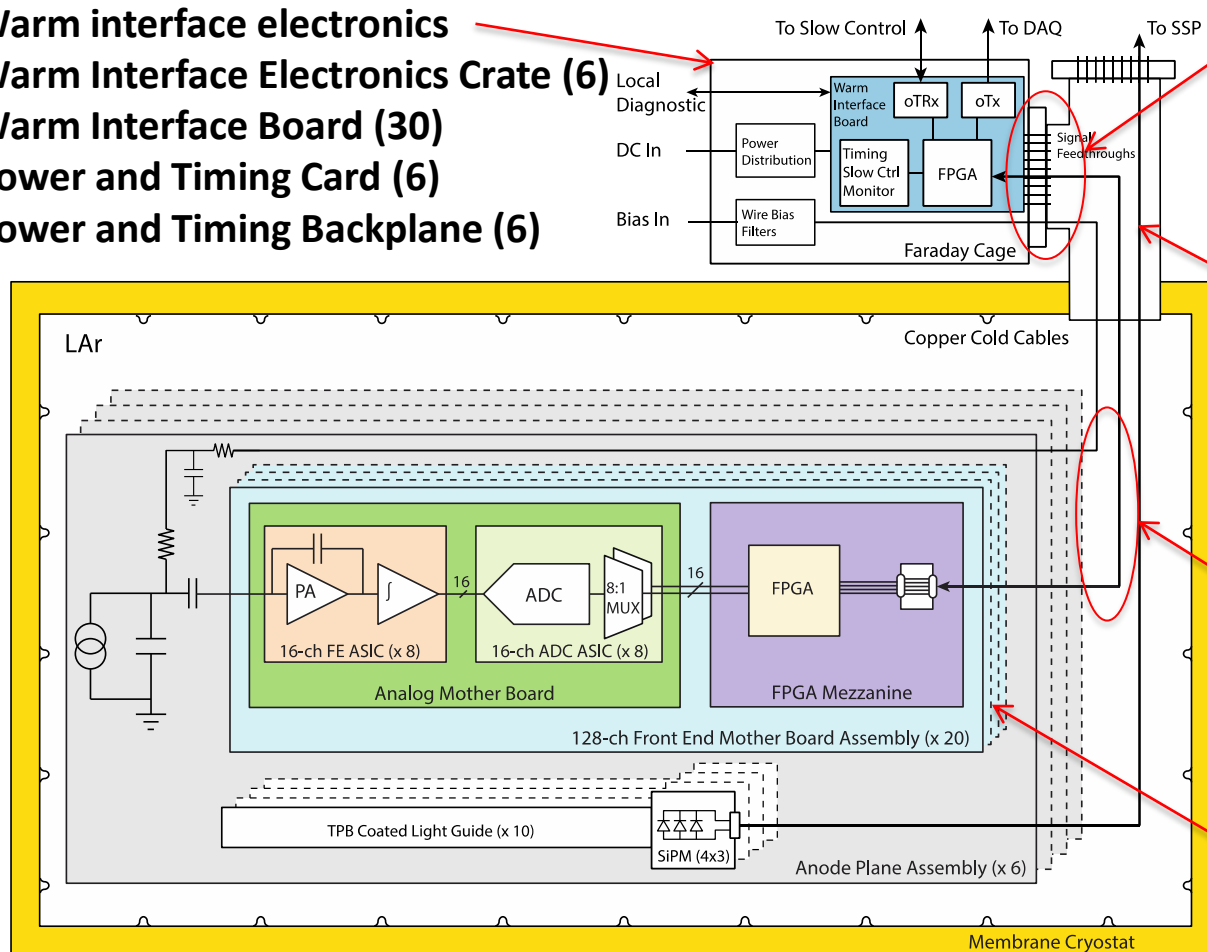 arm interface electronics
arm Interface Electronics Crate (6)
arm Interface Board (30)
ower and Timing Card (6)
ower and Timing Backplane (6)
To Slow Control
To DAQ
To SSP
Local
Diagnostic
DC In
Bias In
Warm
Interface
Board
oTRx
oTx
Power
Distribution
Timing
Slow Ctrl
Monitor
FPGA
Signal
Feedthroughs
Wire Bias
Filters
Faraday Cage
LAr
Copper Cold Cables
PA
∫
16
ADC
8:1
MUX
16
FPGA
16-ch FE ASIC (x 8)
16-ch ADC ASIC (x 8)
Analog Mother Board
FPGA Mezzanine
128-ch Front End Mother Board Assembly (x 20)
TPB Coated Light Guide (x 10)
SiPM (4x3)
Anode Plane Assembly (x 6)
Membrane Cryostat